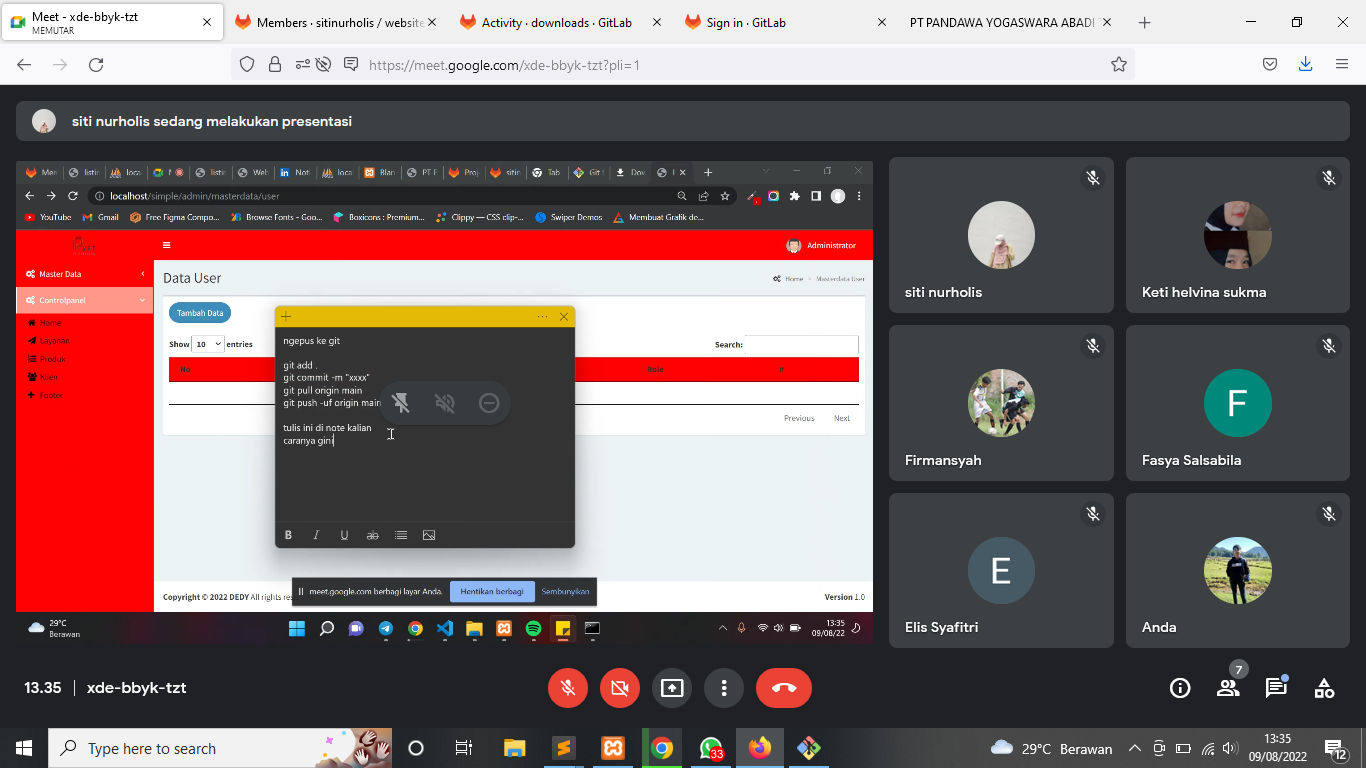 Meet - xde-bbyk-tzt
MEMUTAR
Members · sitinurholis / website
Activity · downloads · GitLab
Sign in · GitLab
PT PANDAWA YOGASWARA ABADI
https://meet.google.com/xde-bbyk-tzt?pli=1
siti nurholis sedang melakukan presentasi
localhost/simple/admin/masterdata/user
YouTube
Gmail
Free Figma Compo...
Browse Fonts - Goo...
Boxicons : Premium...
Clippy — CSS clip-...
Swiper Demos
Membuat Grafik de...
Administrator
Master Data
Controlpanel
Home
Layanan
Produk
Klien
Footer
Data User
Home - Masterdata User
Tambah Data
Show 10 entries
Search:
No
Role
#
Previous
Next
ngepus ke git
git add .
git commit -m "xxxx"
git pull origin main
git push -uf origin main
tulis ini di note kalian
caranya gini
B I U ab
Copyright © 2022 DEDY All rights res
Version 1.0
meet.google.com berbagi layar Anda.
Hentikan berbagi
Sembunyikan
29°C
Berawan
13:35
09/08/22
siti nurholis
Keti helvina sukma
Firmansyah
F
Fasya Salsabila
E
Elis Syafitri
Anda
13.35 | xde-bbyk-tzt
7
Type here to search
33
29°C Berawan
13:35
09/08/2022
12